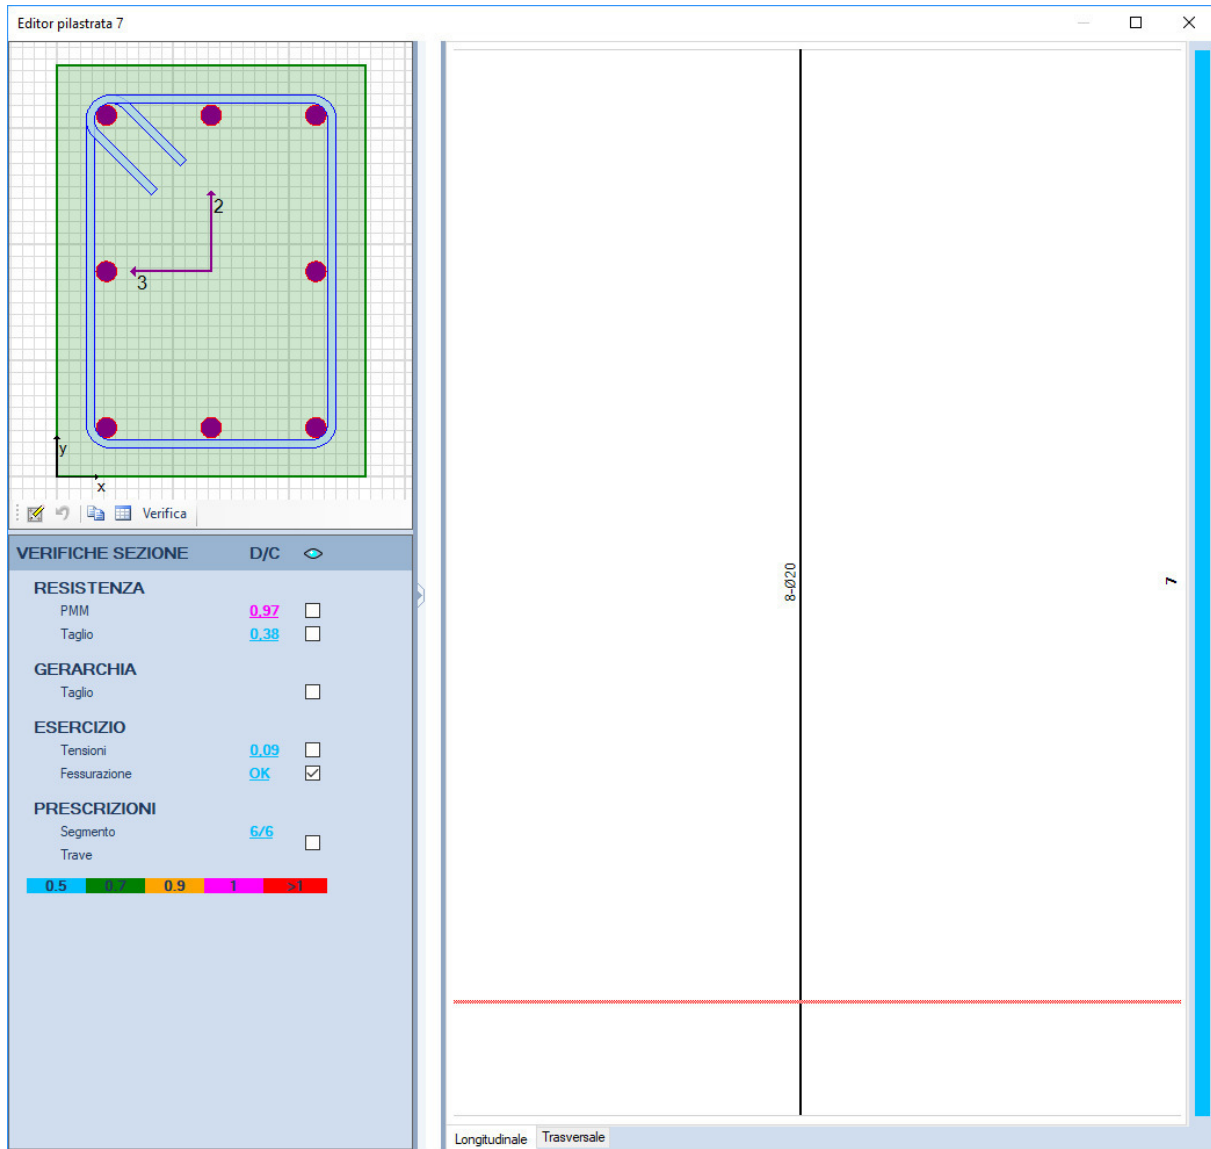 Editor pilastrata 7
2
3
y
x
Verifica
VERIFICHE SEZIONE D/C
RESISTENZA
PMM 0,97
Taglio 0,38
GERARCHIA
Taglio
ESERCIZIO
Tensioni 0,09
Fessurazione OK
PRESCRIZIONI
Segmento 6/6
Trave
0.5 0.7 0.9 1 >1
8-Ø20
7
Longitudinale Trasversale